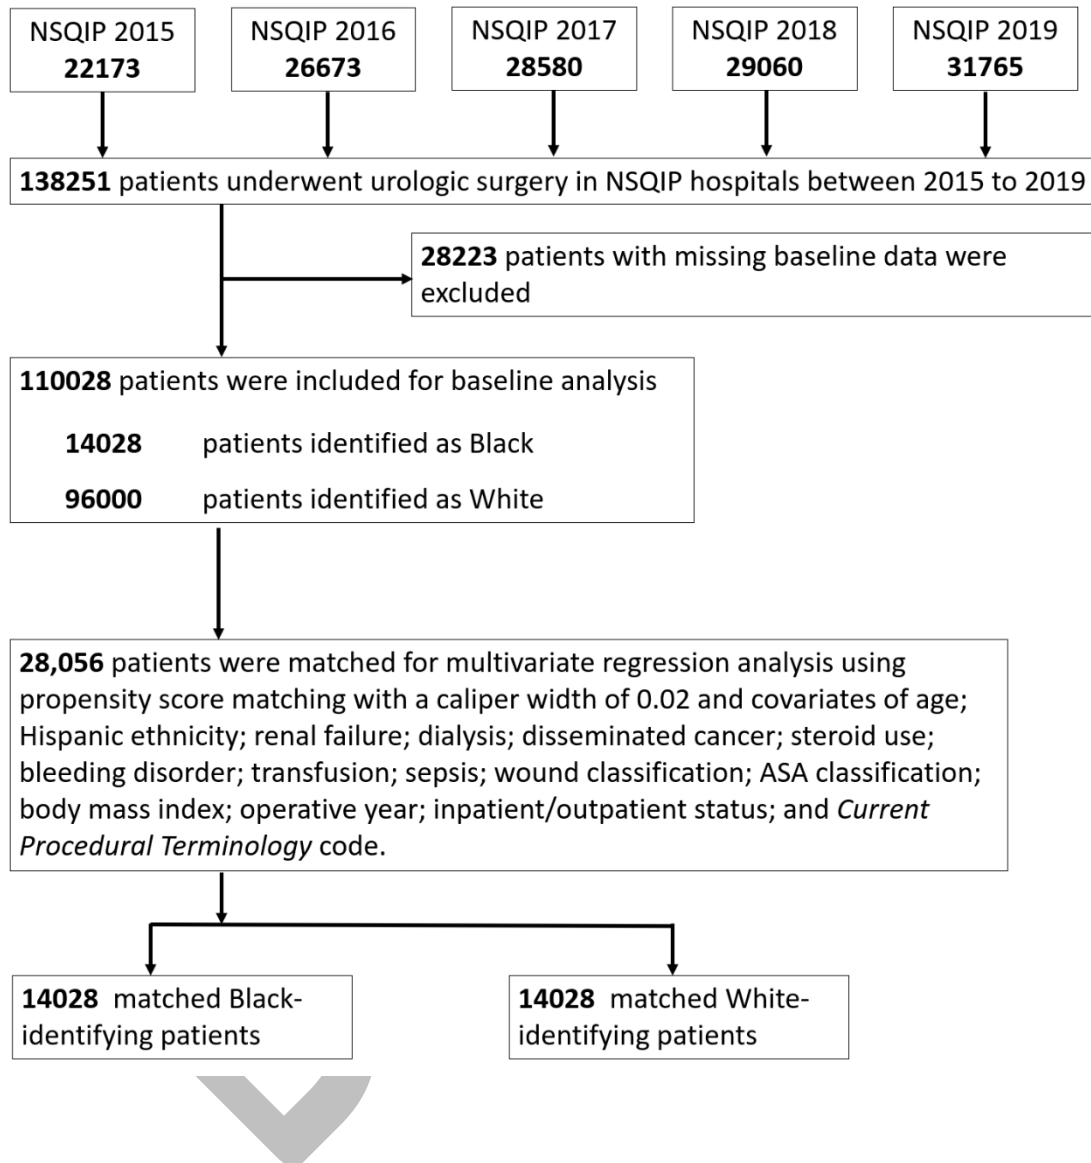 NSQIP 2015
22173
NSQIP 2016
26673
NSQIP 2017
28580
NSQIP 2018
29060
NSQIP 2019
31765
138251 patients underwent urologic surgery in NSQIP hospitals between 2015 to 2019
28223 patients with missing baseline data were
excluded
110028 patients were included for baseline analysis
14028 patients identified as Black
96000 patients identified as White
28,056 patients were matched for multivariate regression analysis using
propensity score matching with a caliper width of 0.02 and covariates of age;
Hispanic ethnicity; renal failure; dialysis; disseminated cancer; steroid use;
bleeding disorder; transfusion; sepsis; wound classification; ASA classification;
body mass index; operative year; inpatient/outpatient status; and Current
Procedural Terminology code.
14028 matched Black-
identifying patients
14028 matched White-
identifying patients